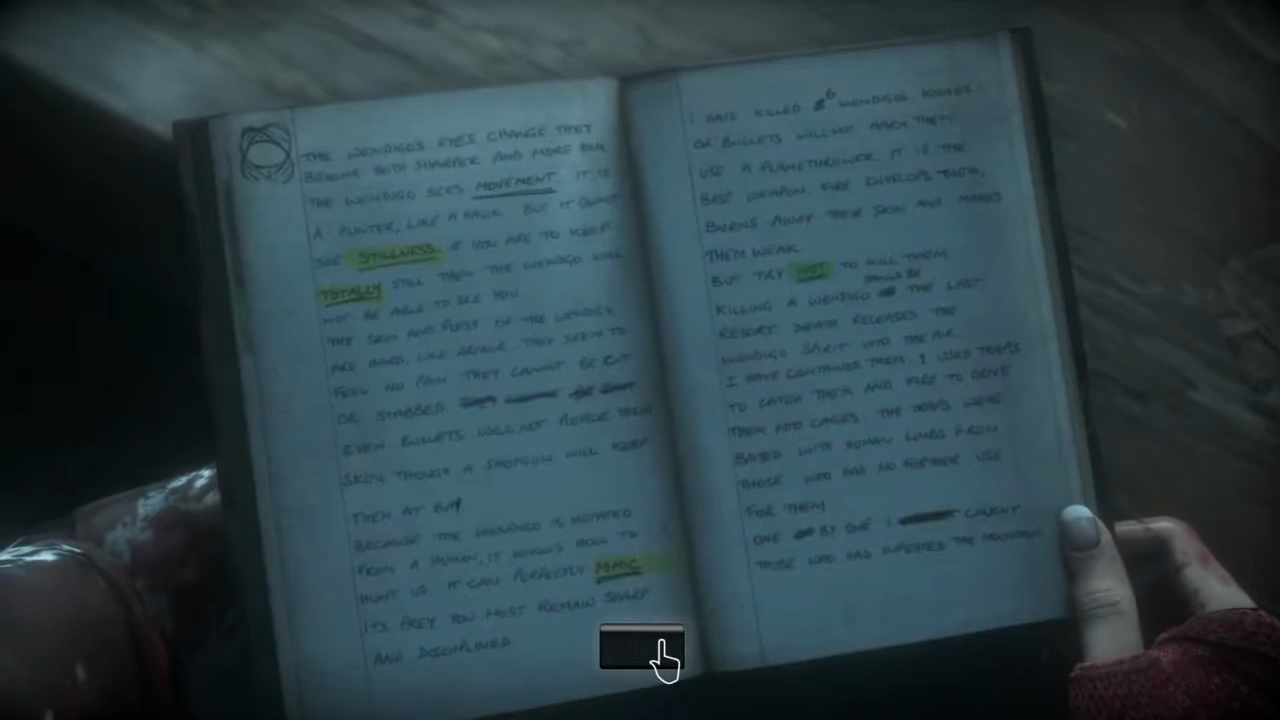 THE WENDIGO'S EYES CHANGE THEY
BECOME BOTH SHARPER AND MORE DIM
THE WENDIGO SEES MOVEMENT. IT IS
A HUNTER, LIKE A HAWK BUT IT DOESN'T
SEE STILLNESS. IF YOU ARE TO KEEP
TOTALLY STILL THEN THE WENDIGO WILL
NOT BE ABLE TO SEE YOU
THE SKIN AND FLESH OF THE WENDIGO
ARE HARD, LIKE ARMOR. THEY SEEM TO
FEEL NO PAIN THEY CANNOT BE CUT
OR STABBED
EVEN BULLETS WILL NOT PIERCE THEIR
SKIN THOUGH A SHOTGUN WILL KEEP
THEM AT BAY.
BECAUSE THE WENDIGO IS MUTATED
FROM A HUMAN, IT KNOWS HOW TO
HUNT US IT CAN PERFECTLY MIMIC
ITS PREY YOU MUST REMAIN SHARP
AND DISCIPLINED
I HAVE KILLED 6 WENDIGOS
OR BULLETS WILL NOT HARM THEM
USE A FLAMETHROWER. IT IS THE
BEST WEAPON. FIRE ENVELOPS THEM,
BURNS AWAY THEIR SKIN AND MAKES
THEM WEAK
BUT TRY NOT TO KILL THEM
KILLING A WENDIGO SHOULD BE THE LAST
RESORT. DEATH RELEASES THE
WENDIGO SPIRIT INTO THE AIR.
I HAVE CONTAINED THEM. I USED TRAPS
TO CATCH THEM AND FIRE TO DRIVE
THEM INTO CAGES. THE TRAPS WERE
BAITED WITH HUMAN LIMBS FROM
THOSE WHO HAD NO FURTHER USE
FOR THEM
ONE BY ONE I CAUGHT
THOSE WHO HAD INFESTED THE MOUNTAIN